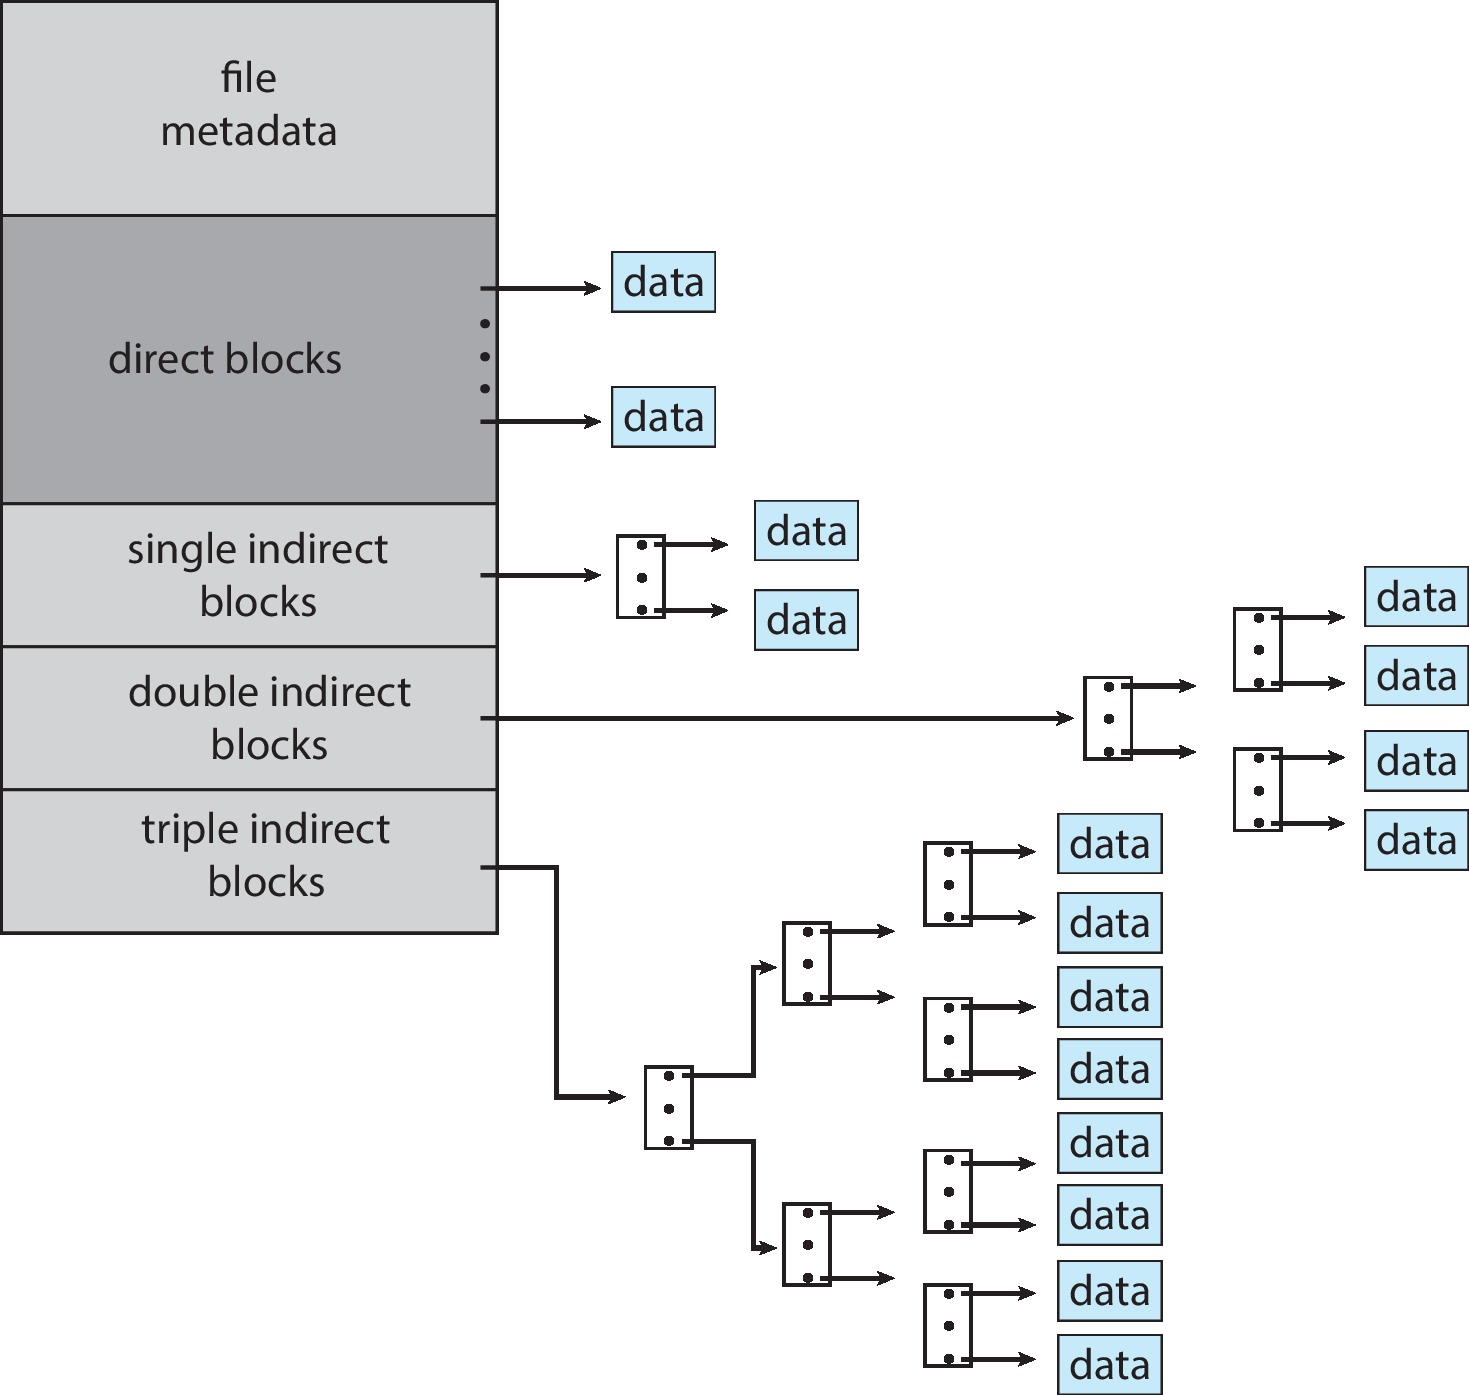 file
metadata
direct blocks
data
data
single indirect
blocks
data
data
double indirect
blocks
data
data
data
data
triple indirect
blocks
data
data
data
data
data
data
data
data